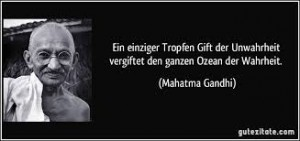 Ein einziger Tropfen Gift der Unwahrheit
vergiftet den ganzen Ozean der Wahrheit.
(Mahatma Gandhi)
gutezitate.com